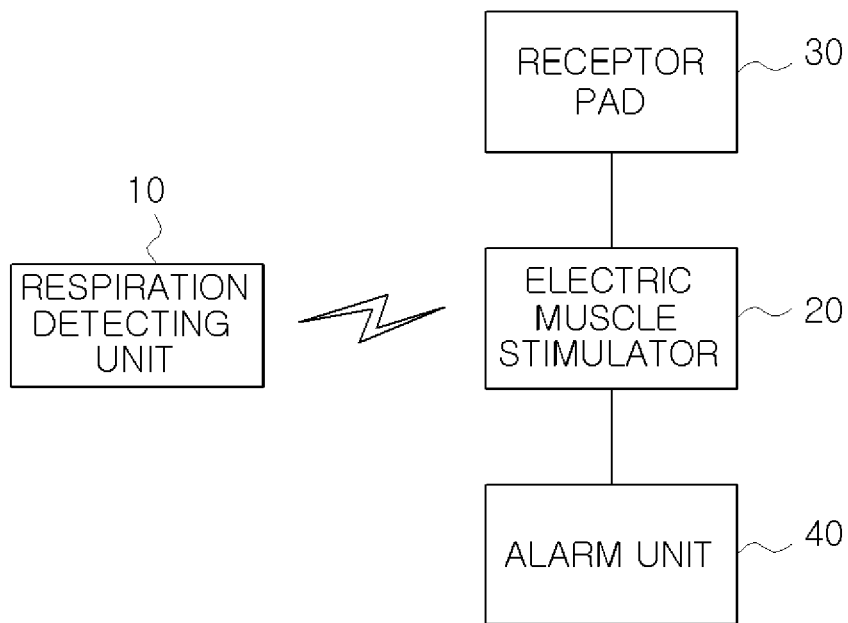 RECEPTOR
PAD
30
10
RESPIRATION
DETECTING
UNIT
ELECTRIC
MUSCLE
STIMULATOR
20
ALARM UNIT
40